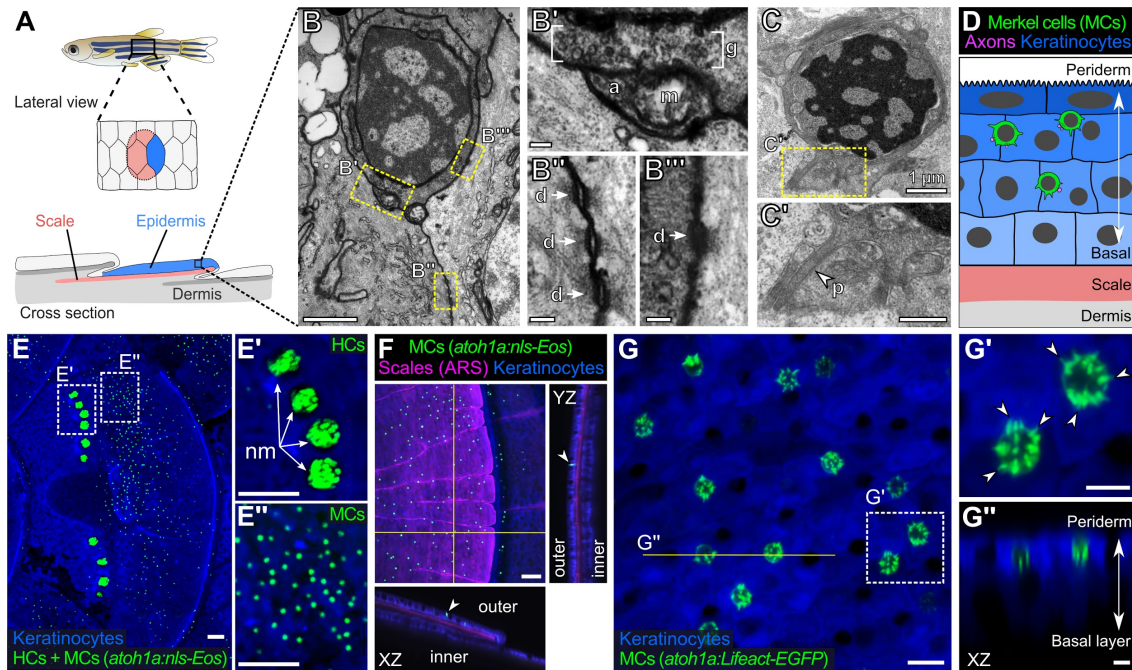 A
Lateral view
Scale
Epidermis
Dermis
Cross section
B
B'
B'''
B''
B'
g
a
m
B''
d
d
d
B'''
d
C
C'
1 µm
C'
p
D
Merkel cells (MCs)
Axons Keratinocytes
Periderm
Basal
Scale
Dermis
E
E'
E''
Keratinocytes
HCs + MCs (atoh1a:nls-Eos)
E'
HCs
nm
E''
MCs
F
MCs (atoh1a:nls-Eos)
Scales (ARS) Keratinocytes
YZ
outer
inner
outer
inner
XZ
G
G'
G''
Keratinocytes
MCs (atoh1a:Lifeact-EGFP)
G'
G''
Periderm
Basal layer
XZ